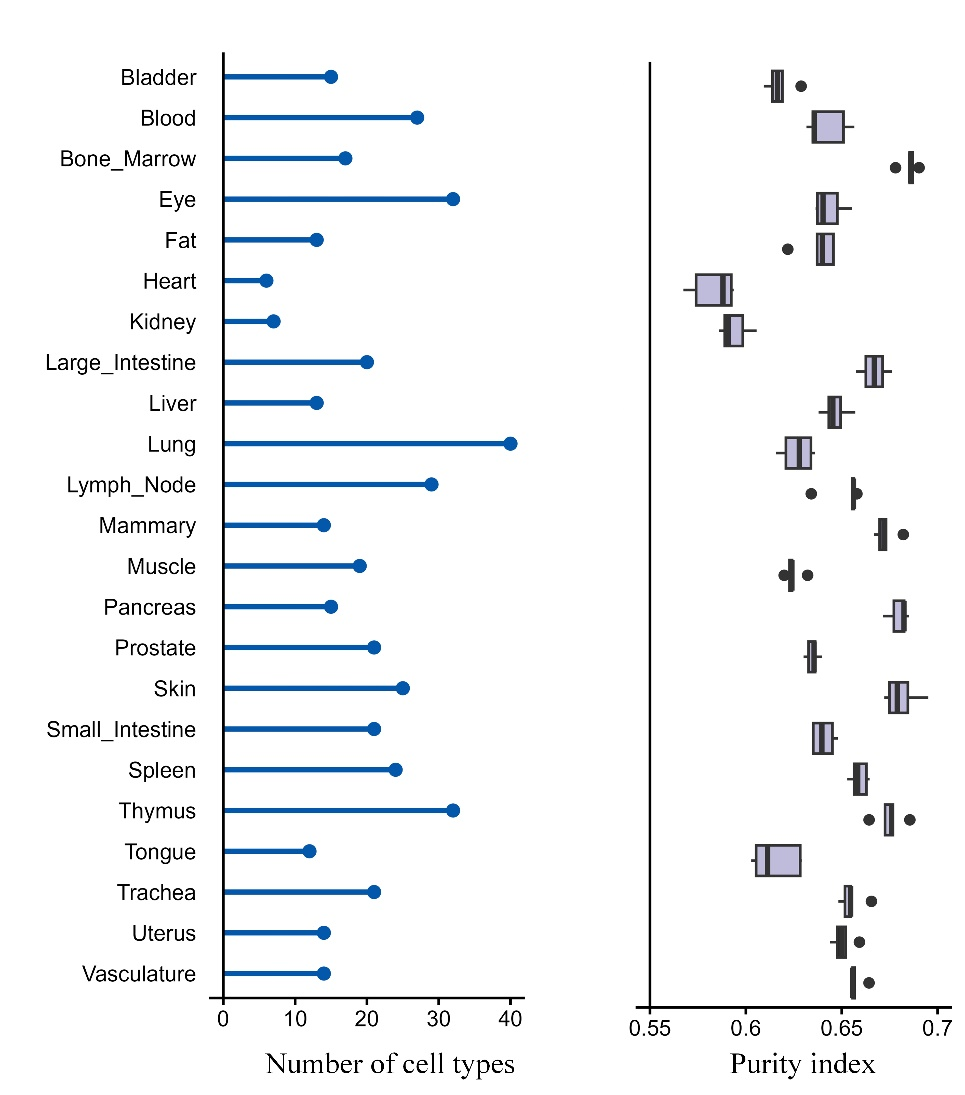 Bladder
Blood
Bone_Marrow
Eye
Fat
Heart
Kidney
Large_Intestine
Liver
Lung
Lymph_Node
Mammary
Muscle
Pancreas
Prostate
Skin
Small_Intestine
Spleen
Thymus
Tongue
Trachea
Uterus
Vasculature
0 10 20 30 40
Number of cell types
0.55 0.6 0.65 0.7
Purity index